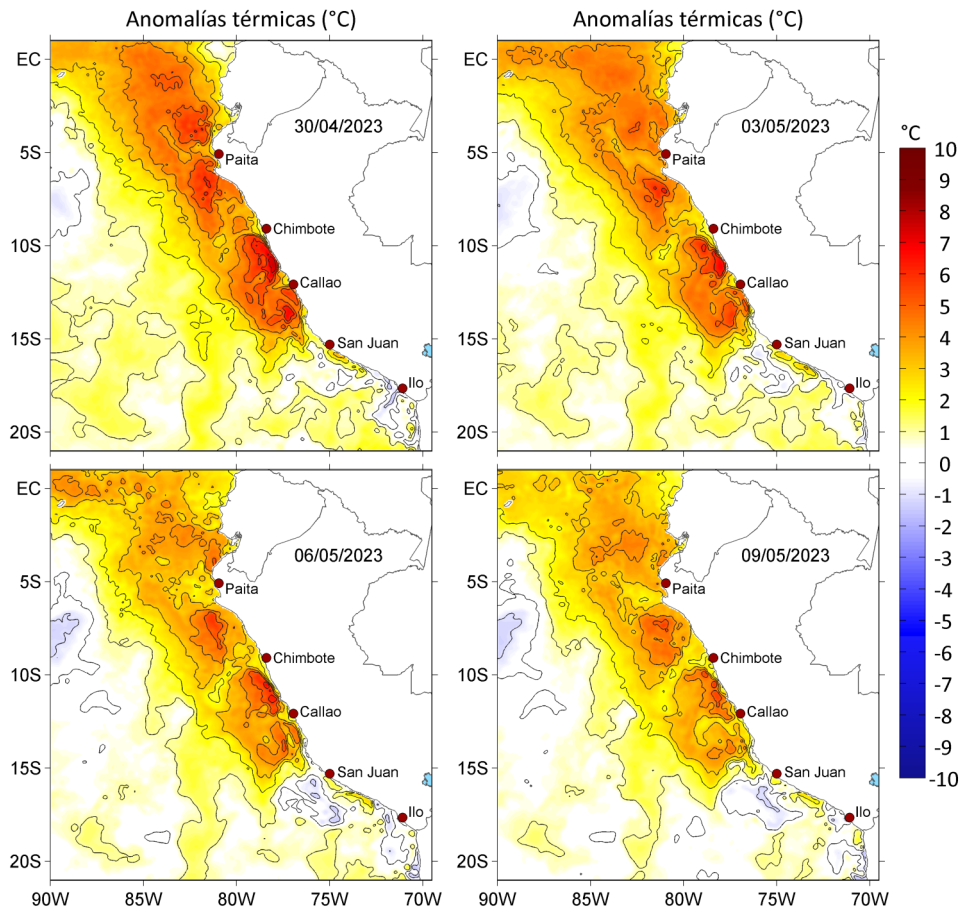 Anomalías térmicas (°C)
Anomalías térmicas (°C)
EC
5S
10S
15S
20S
30/04/2023
Paita
Chimbote
Callao
San Juan
Ilo
EC
5S
10S
15S
20S
03/05/2023
Paita
Chimbote
Callao
San Juan
Ilo
EC
5S
10S
15S
20S
06/05/2023
Paita
Chimbote
Callao
San Juan
Ilo
90W 85W 80W 75W 70W
EC
5S
10S
15S
20S
09/05/2023
Paita
Chimbote
Callao
San Juan
Ilo
90W 85W 80W 75W 70W
°C
10
9
8
7
6
5
4
3
2
1
0
-1
-2
-3
-4
-5
-6
-7
-8
-9
-10